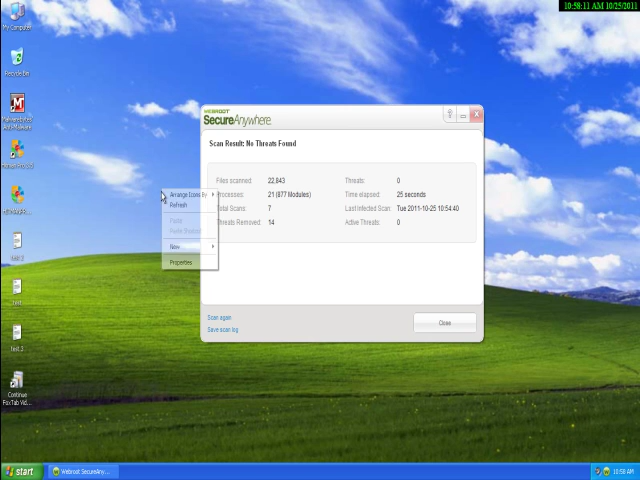 10:58:11 AM 10/25/2011
My Computer
Recycle Bin
Malwarebytes'
Anti-Malware
test 2
test
test 3
Continue
FoxTab Vid...
WEBROOT
SecureAnywhere.
Scan Result: No Threats Found
Files scanned: 22,843 Threats: 0
Processes: 21 (877 Modules) Time elapsed: 25 seconds
Total Scans: 7 Last Infected Scan: Tue 2011-10-25 10:54:40
Threats Removed: 14 Active Threats: 0
Arrange Icons By
Refresh
Paste
Paste Shortcut
New
Properties
Scan again
Save scan log
Close
start
Webroot SecureAny...
10:58 AM